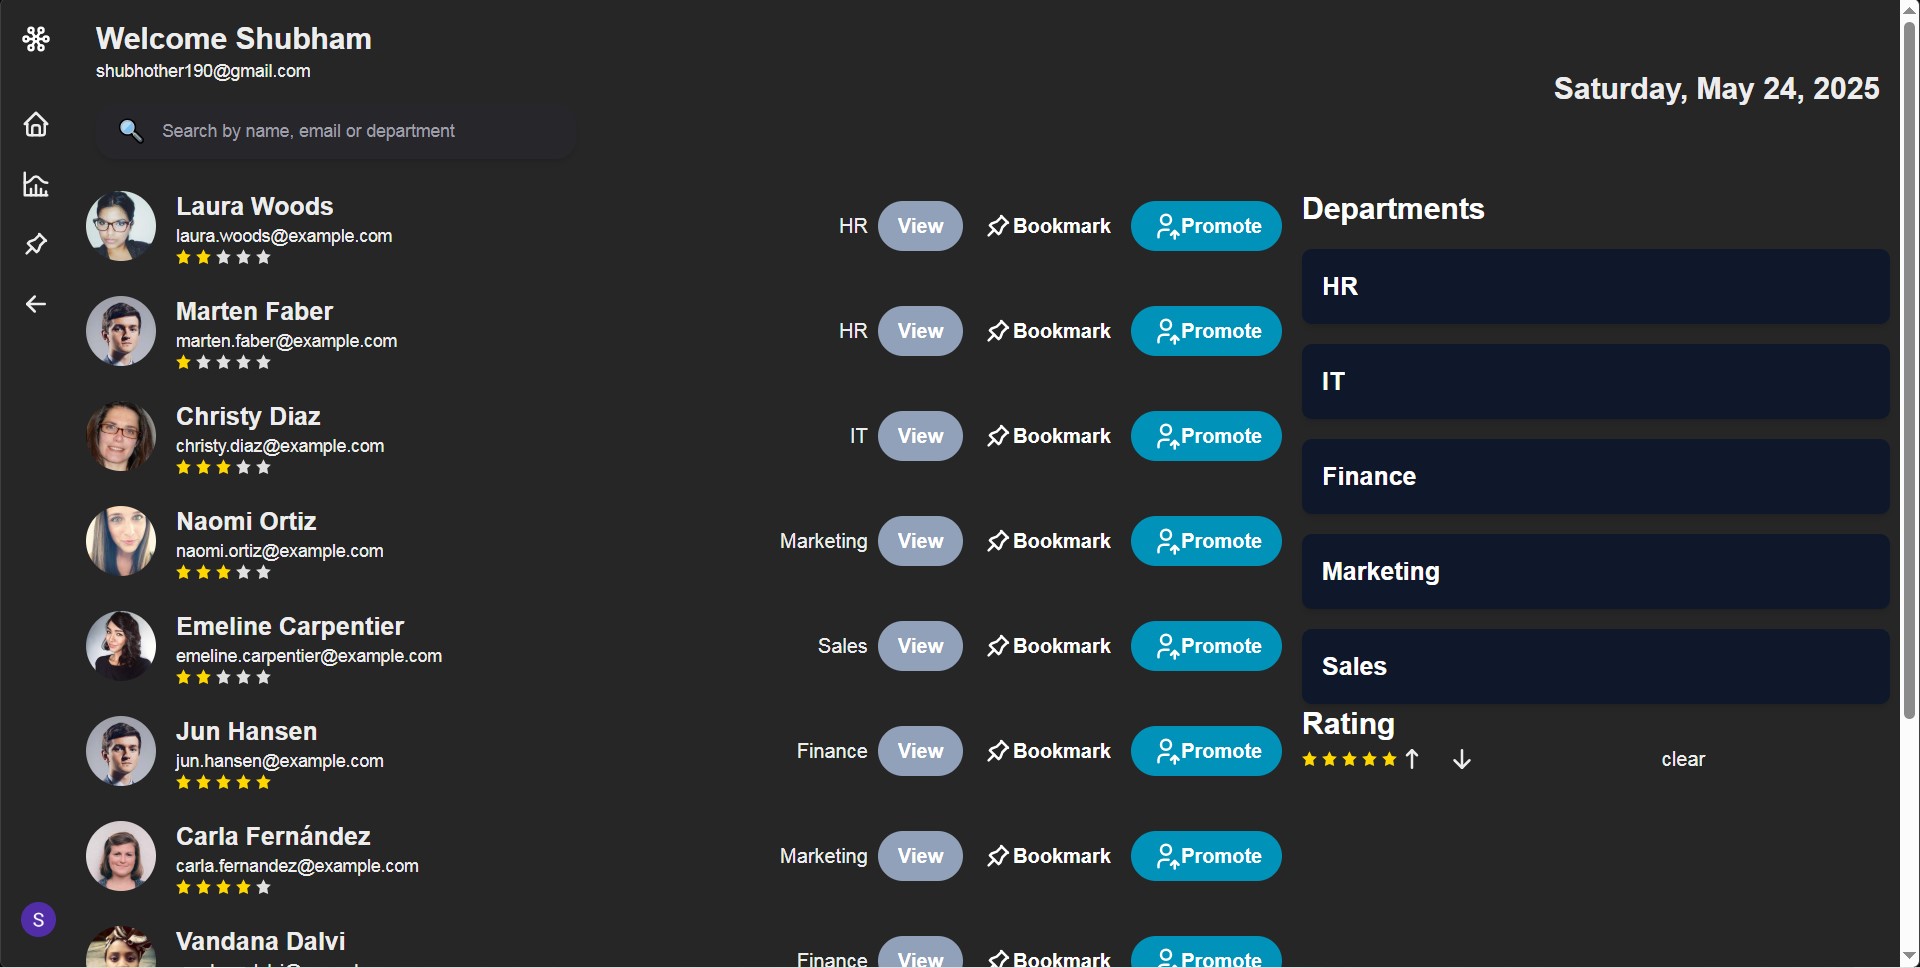 Welcome Shubham
shubhother190@gmail.com
Saturday, May 24, 2025
Search by name, email or department
Laura Woods
laura.woods@example.com
HR View Bookmark Promote
Marten Faber
marten.faber@example.com
HR View Bookmark Promote
Christy Diaz
christy.diaz@example.com
IT View Bookmark Promote
Naomi Ortiz
naomi.ortiz@example.com
Marketing View Bookmark Promote
Emeline Carpentier
emeline.carpentier@example.com
Sales View Bookmark Promote
Jun Hansen
jun.hansen@example.com
Finance View Bookmark Promote
Carla Fernández
carla.fernandez@example.com
Marketing View Bookmark Promote
Vandana Dalvi
Finance View Bookmark Promote
Departments
HR
IT
Finance
Marketing
Sales
Rating
clear
S